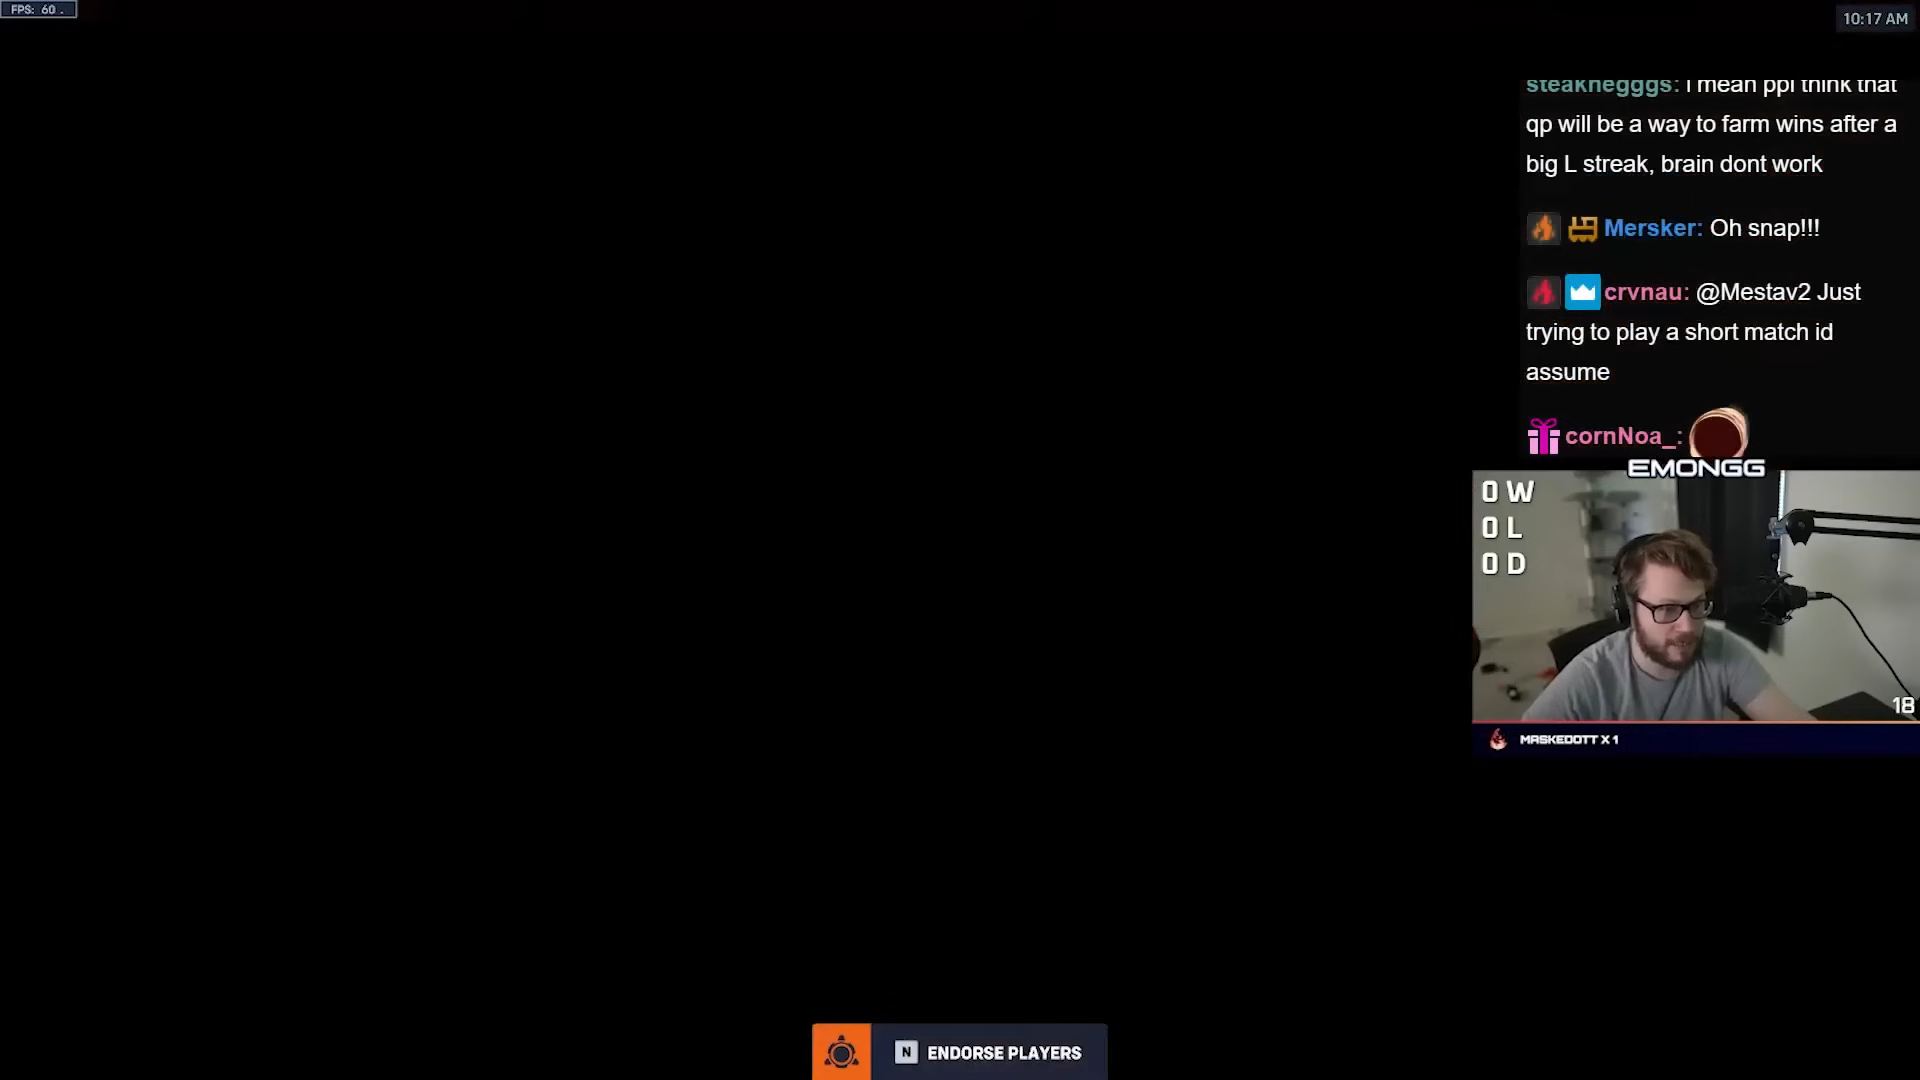 FPS: 60
10:17 AM
steakhegggs: i mean ppl think that
qp will be a way to farm wins after a
big L streak, brain dont work
Mersker: Oh snap!!!
crvnau: @Mestav2 Just
trying to play a short match id
assume
cornNoa_:
EMONGG
0 W
0 L
0 D
18
MASKEDOTT X 1
N ENDORSE PLAYERS